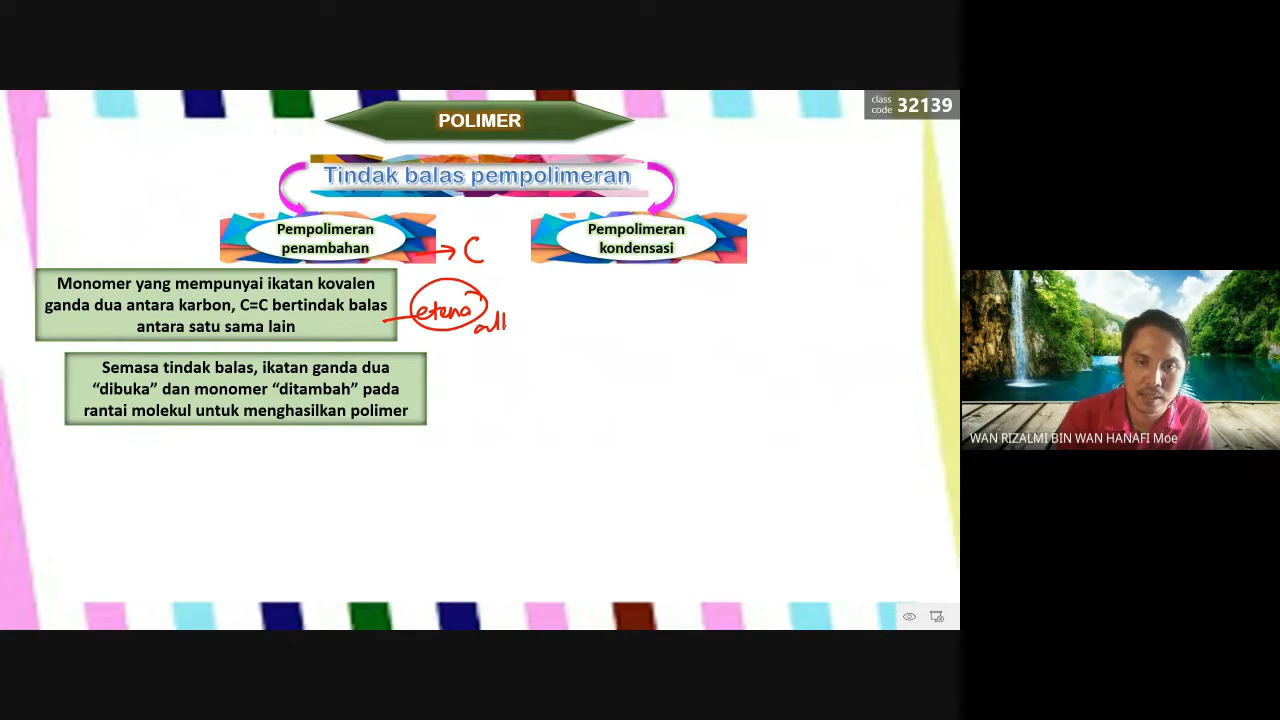 class
code 32139
POLIMER
Tindak balas pempolimeran
Pempolimeran
penambahan
Pempolimeran
kondensasi
C
Monomer yang mempunyai ikatan kovalen
ganda dua antara karbon, C=C bertindak balas
antara satu sama lain
etena
Semasa tindak balas, ikatan ganda dua
“dibuka” dan monomer “ditambah” pada
rantai molekul untuk menghasilkan polimer
WAN RIZALMI BIN WAN HANAFI Moe